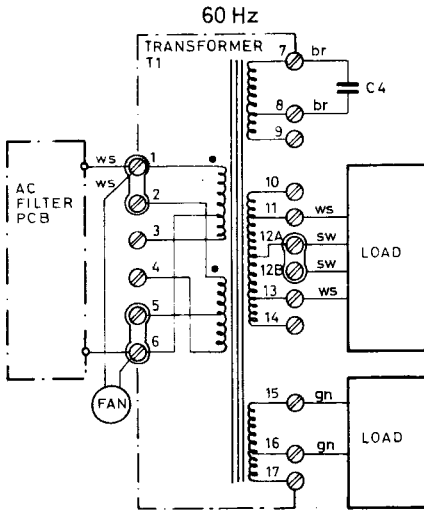 60 Hz
TRANSFORMER
T1
7
br
C4
8
br
9
ws
1
ws
2
AC
FILTER
PCB
3
4
5
6
FAN
10
11
ws
12A
sw
12B
sw
13
ws
14
LOAD
15
gn
16
gn
17
LOAD